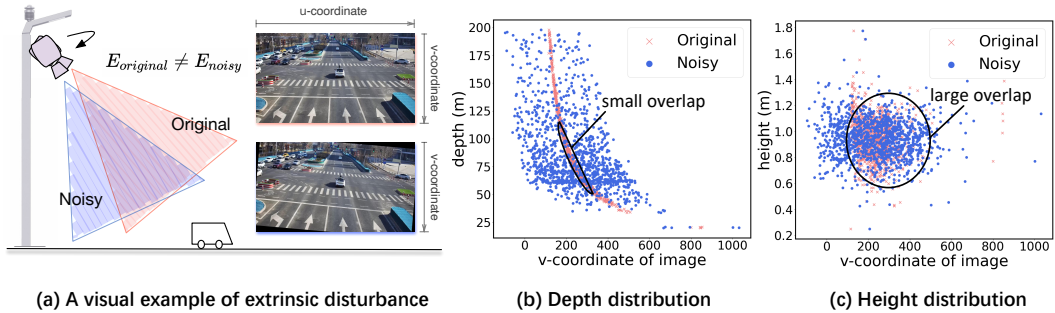 u-coordinate
E_original ≠ E_noisy
Original
Noisy
v-coordinate
v-coordinate
200
175
150
125
100
75
50
25
depth (m)
0 200 400 600 800 1000
v-coordinate of image
Original
Noisy
small overlap
1.8
1.6
1.4
1.2
1.0
0.8
0.6
0.4
0.2
height (m)
0 200 400 600 800 1000
v-coordinate of image
Original
Noisy
large overlap
(a) A visual example of extrinsic disturbance
(b) Depth distribution
(c) Height distribution